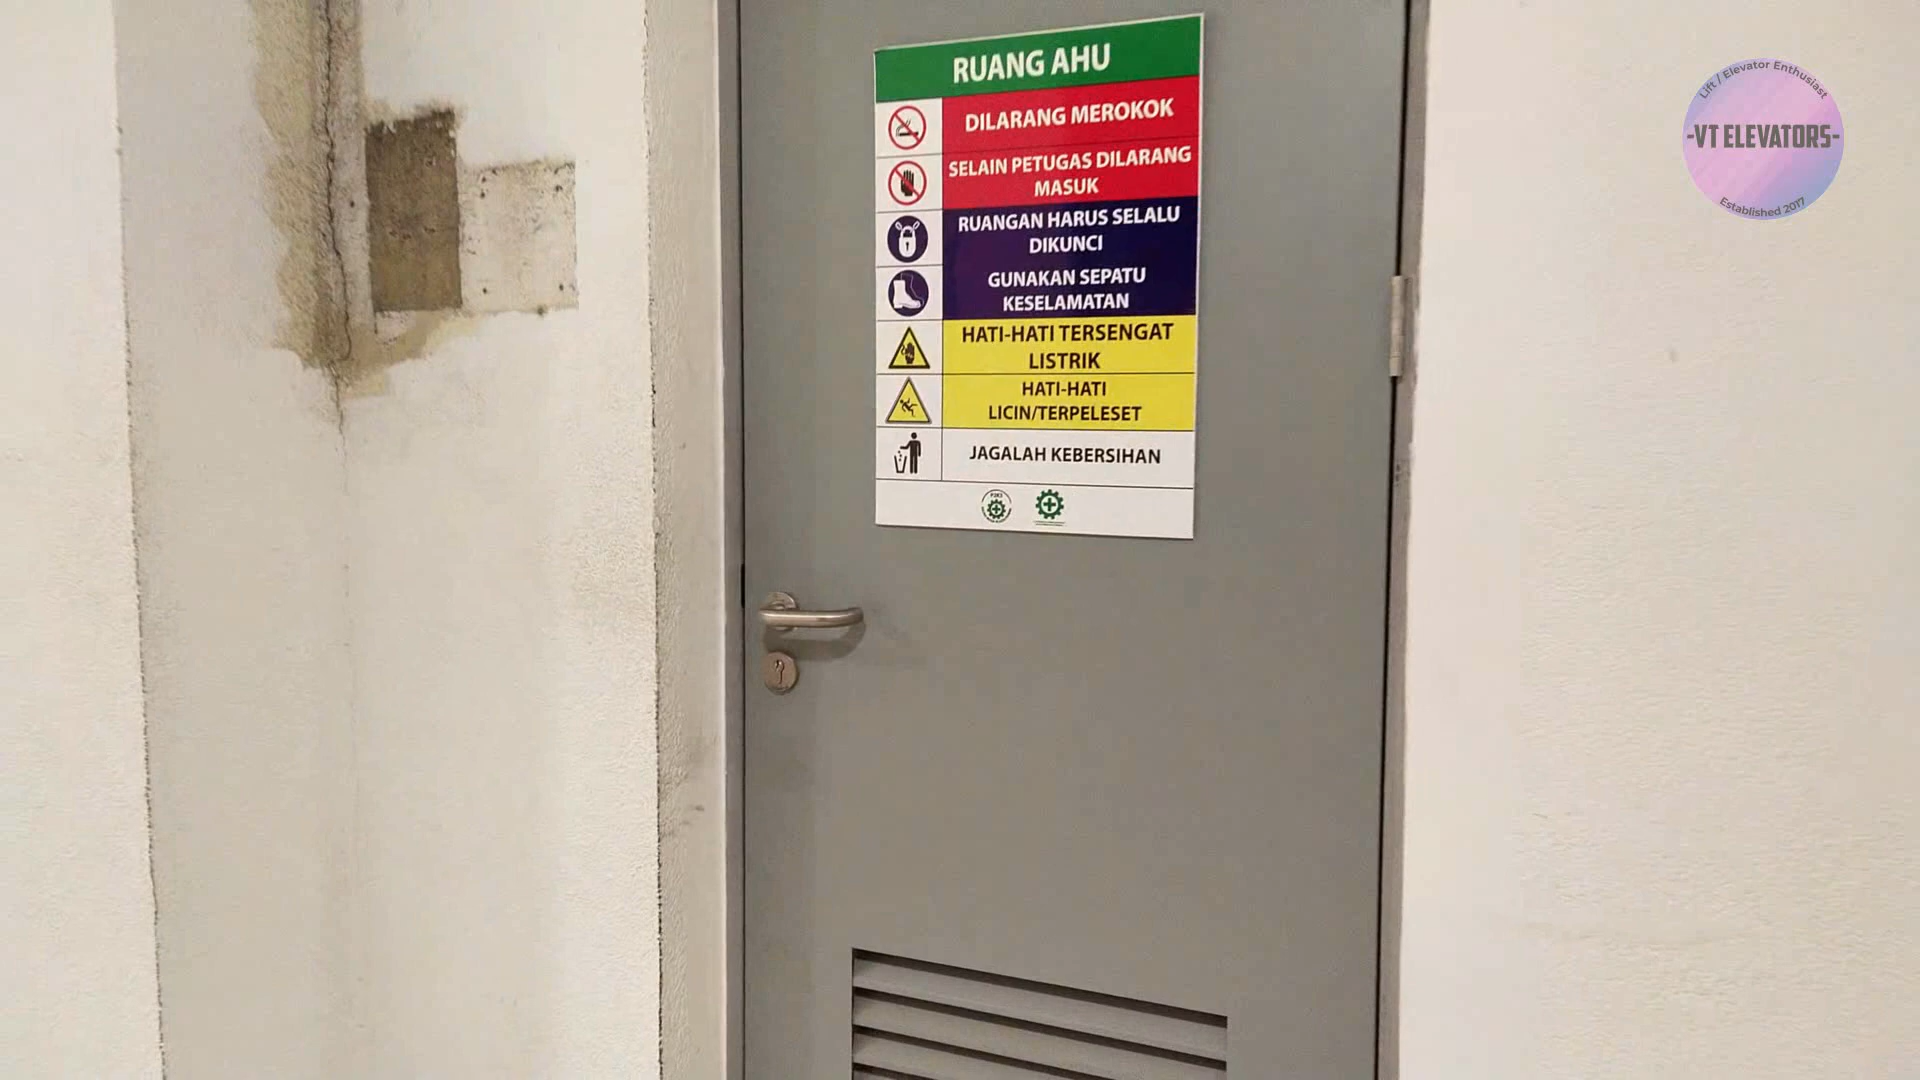 RUANG AHU
DILARANG MEROKOK
SELAIN PETUGAS DILARANG
MASUK
RUANGAN HARUS SELALU
DIKUNCI
GUNAKAN SEPATU
KESELAMATAN
HATI-HATI TERSENGAT
LISTRIK
HATI-HATI
LICIN/TERPELESET
JAGALAH KEBERSIHAN
Lift / Elevator Enthusiast
-VT ELEVATORS-
Established 2017